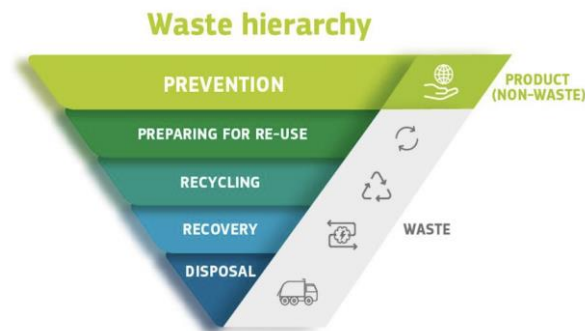 Waste hierarchy
PREVENTION
PRODUCT
(NON-WASTE)
PREPARING FOR RE-USE
RECYCLING
RECOVERY
WASTE
DISPOSAL